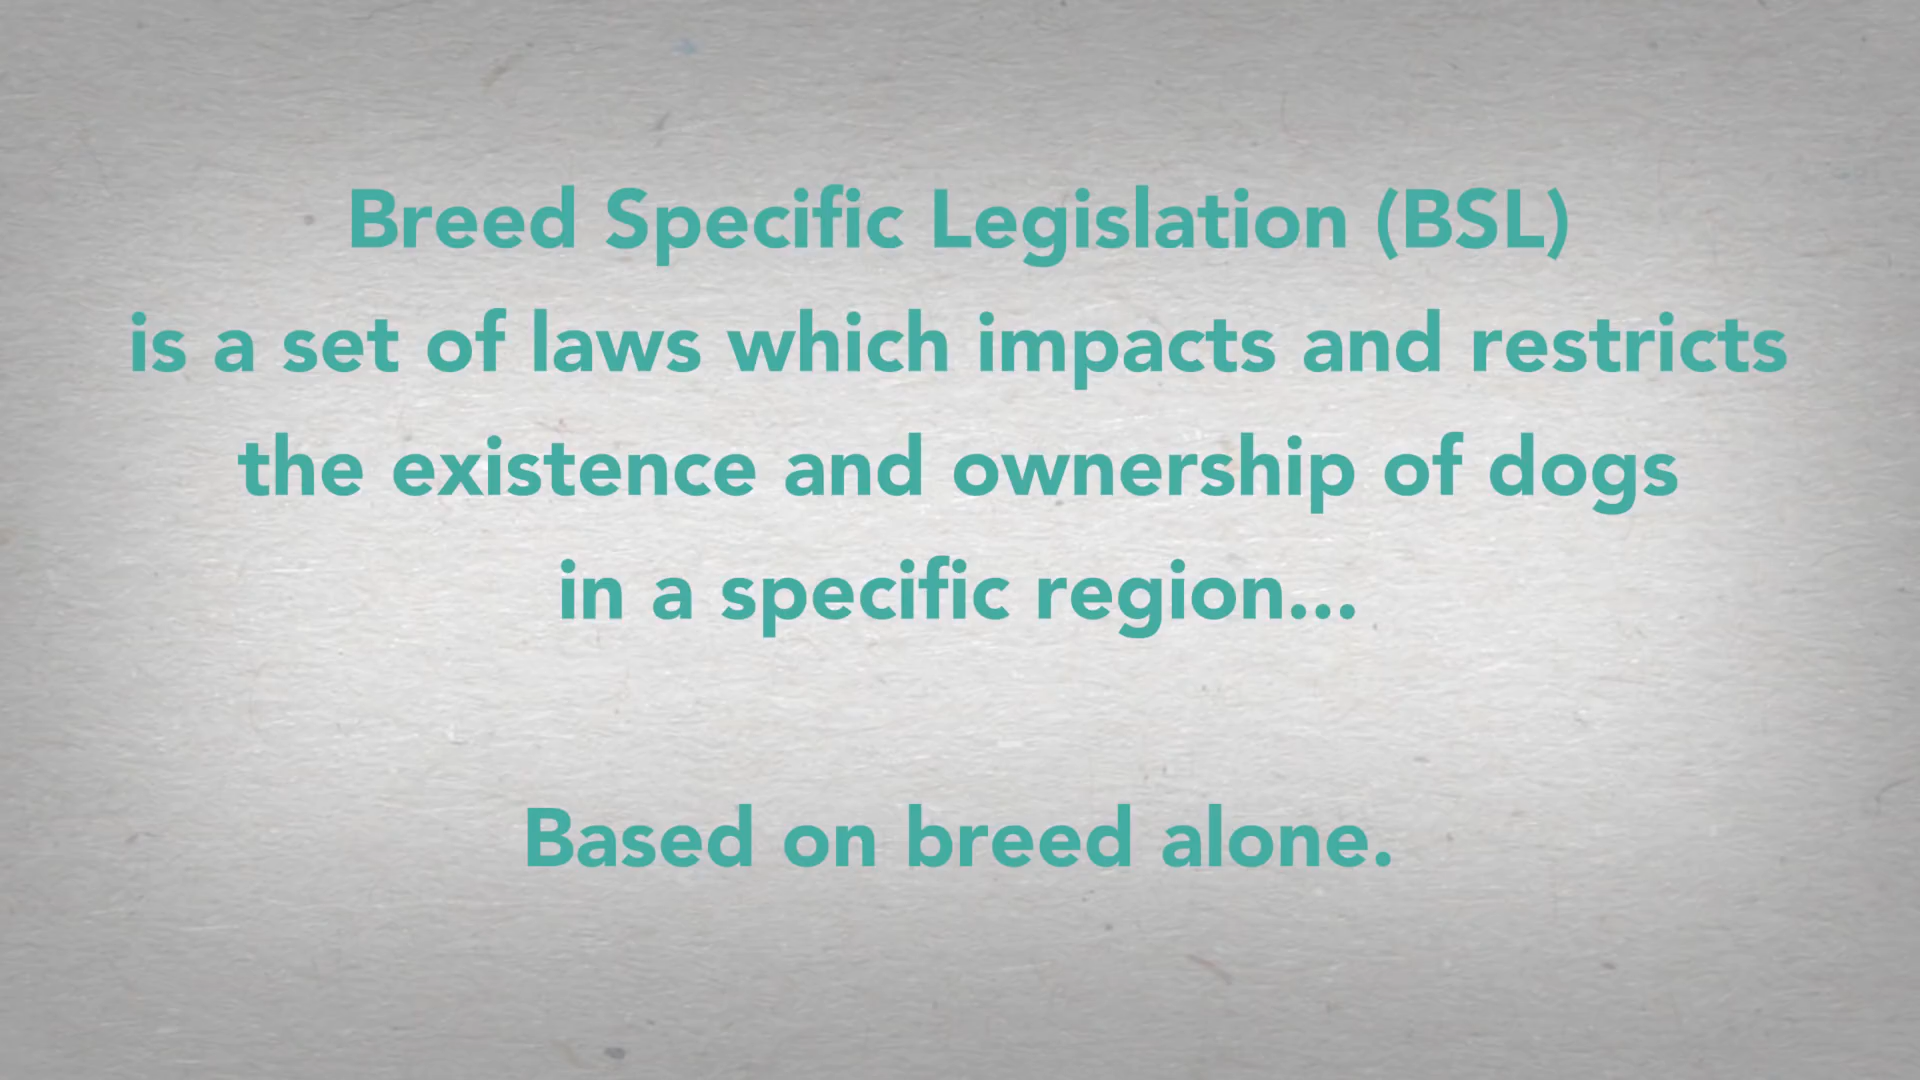 Breed Specific Legislation (BSL)
is a set of laws which impacts and restricts
the existence and ownership of dogs
in a specific region...
Based on breed alone.